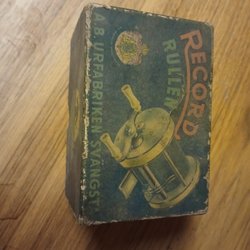 RECORD
RULLEN
A.B. URFABRIKEN SVÄNGSTA